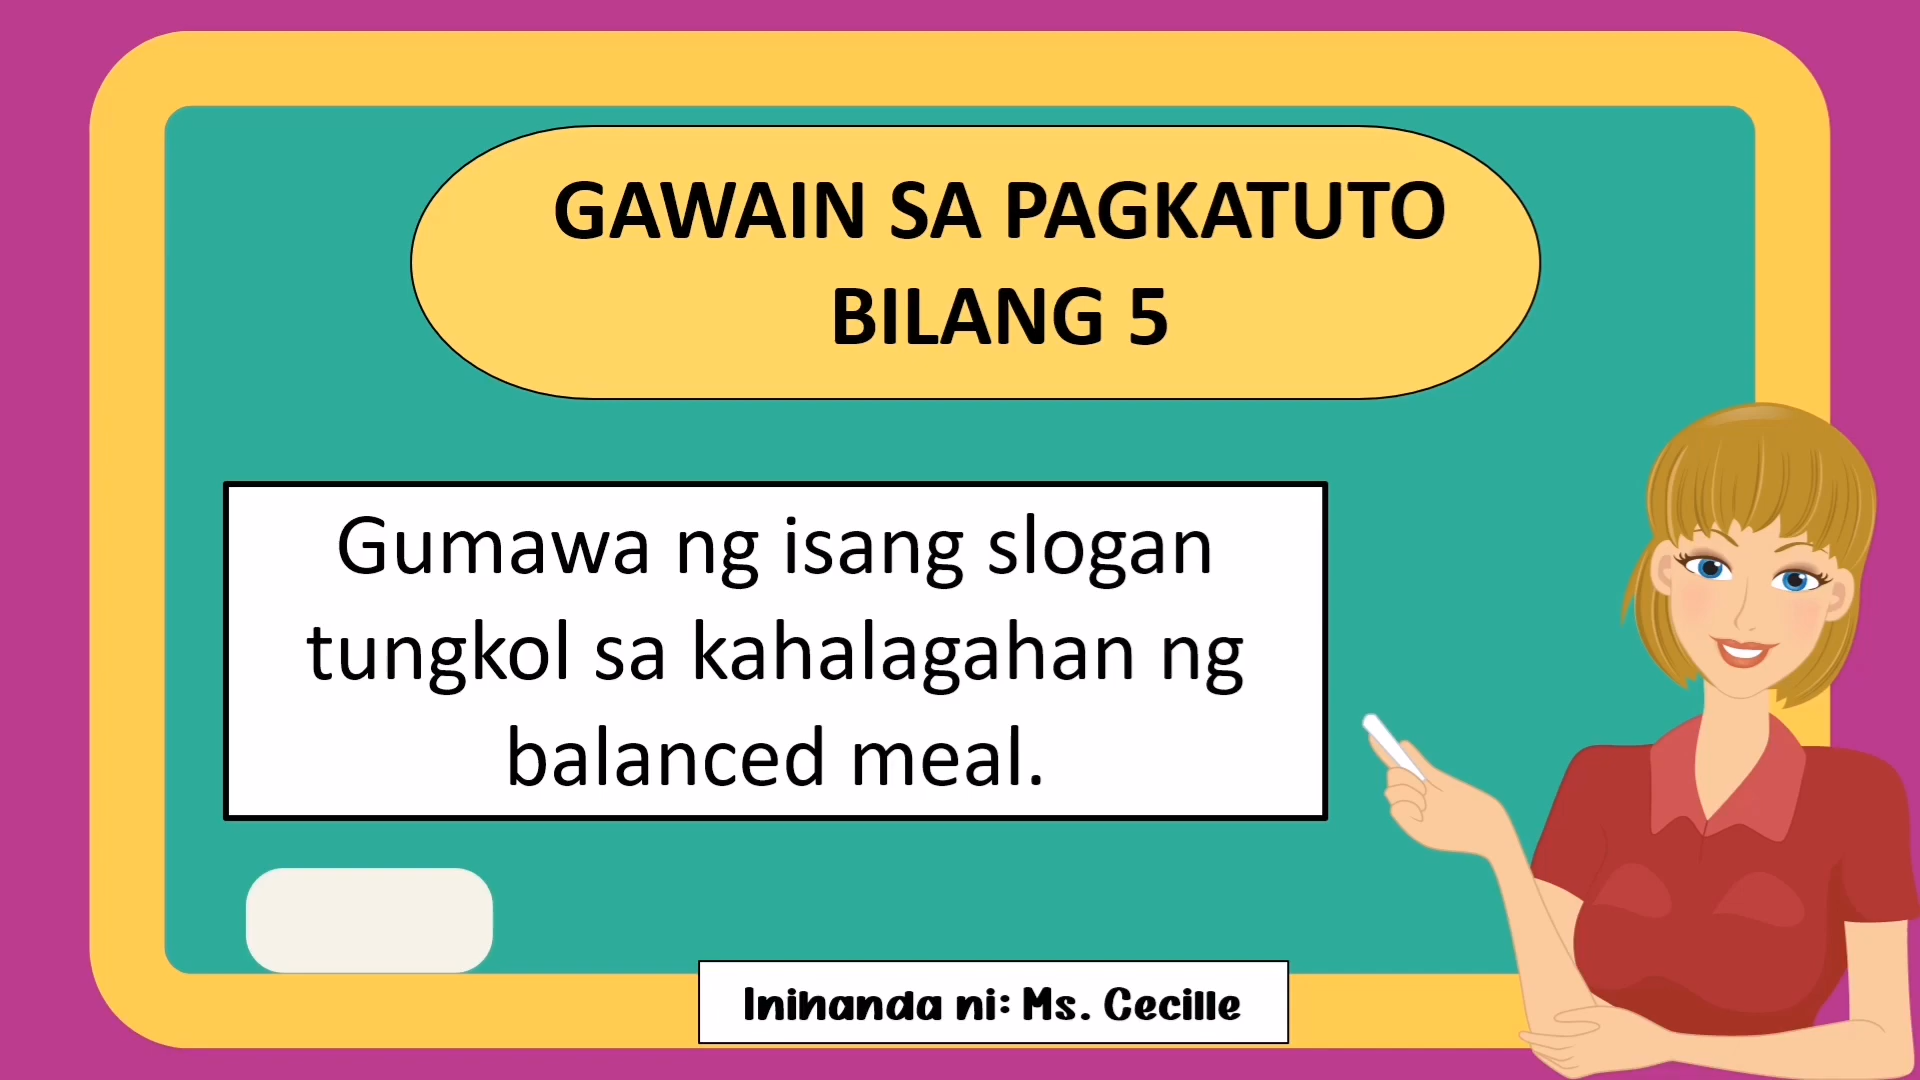 GAWAIN SA PAGKATUTO
BILANG 5
Gumawa ng isang slogan
tungkol sa kahalagahan ng
balanced meal.
Inihanda ni: Ms. Cecille